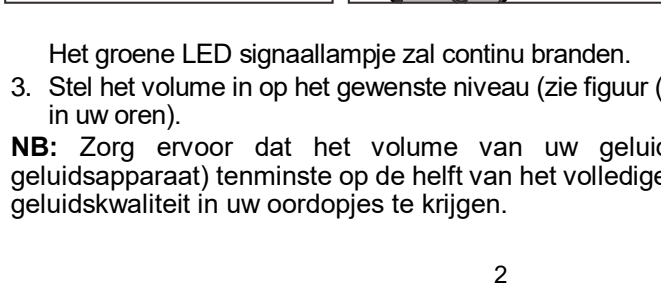 Het groene LED signaallampje zal continu branden.
3. Stel het volume in op het gewenste niveau (zie figuur (
in uw oren).
NB: Zorg ervoor dat het volume van uw geluid
geluidsapparaat) tenminste op de helft van het volledige
geluidskwaliteit in uw oordopjes te krijgen.
2